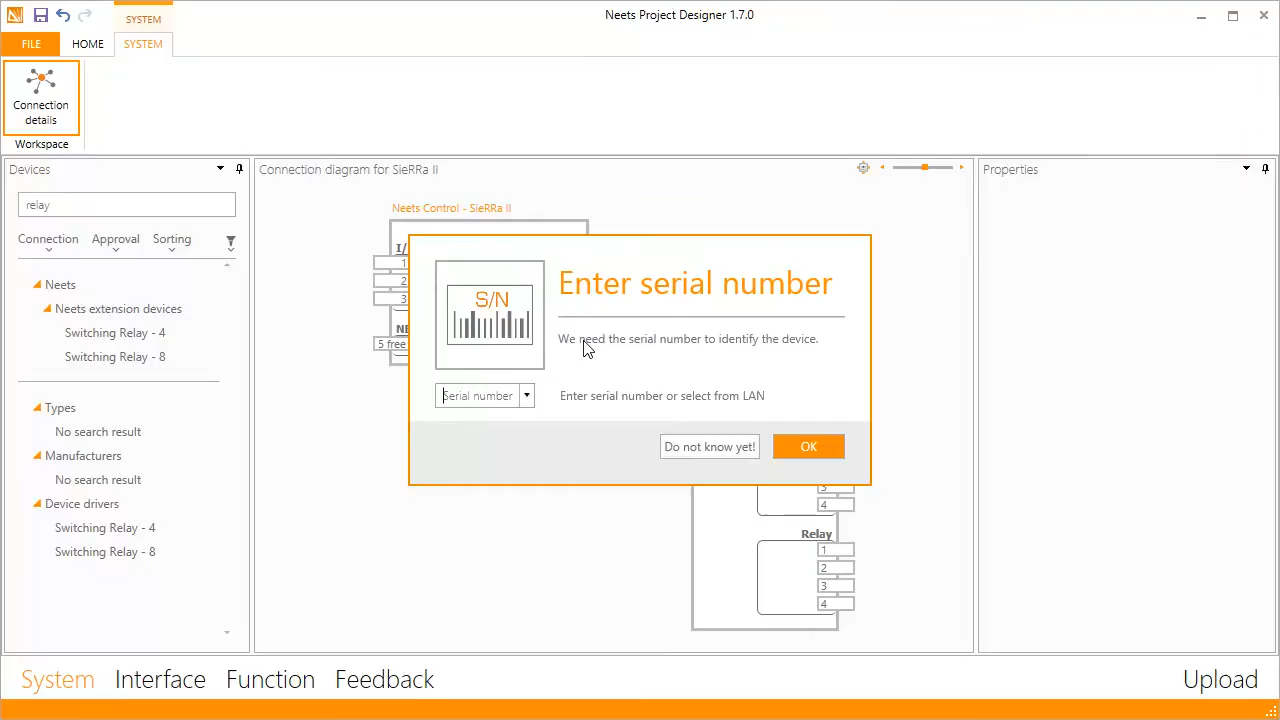 SYSTEM
Neets Project Designer 1.7.0
FILE
HOME
SYSTEM
Connection
details
Workspace
Devices
relay
Connection
Approval
Sorting
Neets
Neets extension devices
Switching Relay - 4
Switching Relay - 8
Types
No search result
Manufacturers
No search result
Device drivers
Switching Relay - 4
Switching Relay - 8
Connection diagram for SieRRa II
Neets Control - SieRRa II
I/
1
2
3
NE
5 free
S/N
Enter serial number
We need the serial number to identify the device.
Serial number
Enter serial number or select from LAN
Do not know yet!
OK
3
4
Relay
1
2
3
4
Properties
System
Interface
Function
Feedback
Upload